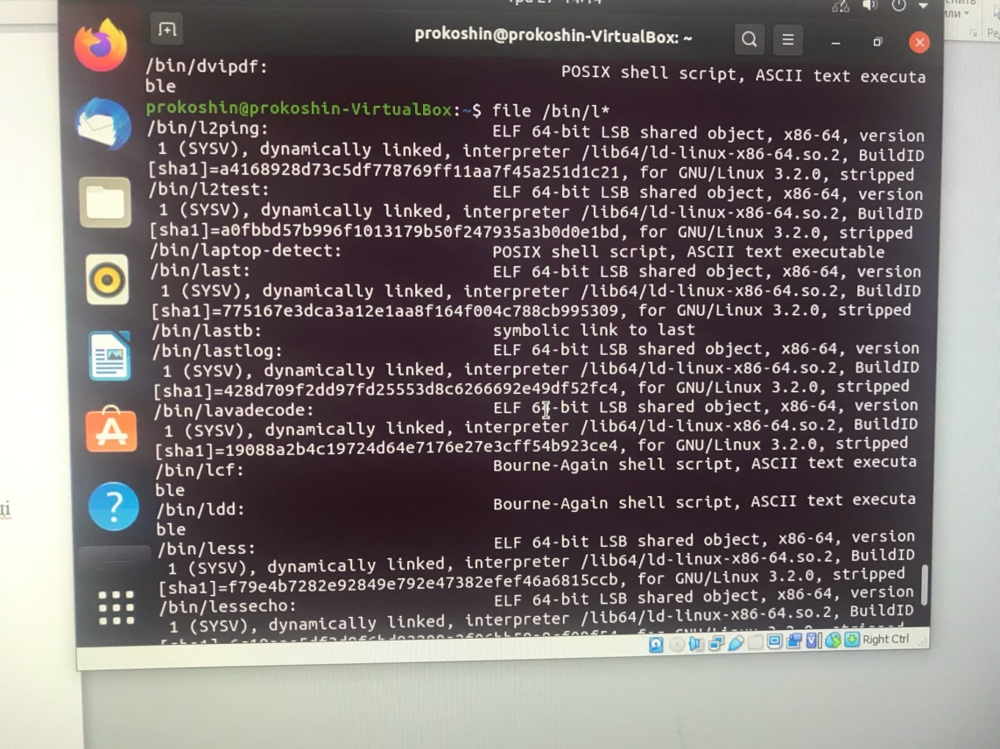 prokoshin@prokoshin-VirtualBox: ~
/bin/dvipdf: POSIX shell script, ASCII text executa
ble
prokoshin@prokoshin-VirtualBox:~$ file /bin/l*
/bin/l2ping: ELF 64-bit LSB shared object, x86-64, version
1 (SYSV), dynamically linked, interpreter /lib64/ld-linux-x86-64.so.2, BuildID
[sha1]=a4168928d73c5df778769ff11aa7f45a251d1c21, for GNU/Linux 3.2.0, stripped
/bin/l2test: ELF 64-bit LSB shared object, x86-64, version
1 (SYSV), dynamically linked, interpreter /lib64/ld-linux-x86-64.so.2, BuildID
[sha1]=a0fbbd57b996f1013179b50f247935a3b0d0e1bd, for GNU/Linux 3.2.0, stripped
/bin/laptop-detect: POSIX shell script, ASCII text executable
/bin/last: ELF 64-bit LSB shared object, x86-64, version
1 (SYSV), dynamically linked, interpreter /lib64/ld-linux-x86-64.so.2, BuildID
[sha1]=775167e3dca3a12e1aa8f164f004c788cb995309, for GNU/Linux 3.2.0, stripped
/bin/lastb: symbolic link to last
/bin/lastlog: ELF 64-bit LSB shared object, x86-64, version
1 (SYSV), dynamically linked, interpreter /lib64/ld-linux-x86-64.so.2, BuildID
[sha1]=428d709f2dd97fd25553d8c6266692e49df52fc4, for GNU/Linux 3.2.0, stripped
/bin/lavadecode: ELF 64-bit LSB shared object, x86-64, version
1 (SYSV), dynamically linked, interpreter /lib64/ld-linux-x86-64.so.2, BuildID
[sha1]=19088a2b4c19724d64e7176e27e3cff54b923ce4, for GNU/Linux 3.2.0, stripped
/bin/lcf: Bourne-Again shell script, ASCII text executa
ble
/bin/ldd: Bourne-Again shell script, ASCII text executa
ble
/bin/less: ELF 64-bit LSB shared object, x86-64, version
1 (SYSV), dynamically linked, interpreter /lib64/ld-linux-x86-64.so.2, BuildID
[sha1]=f79e4b7282e92849e792e47382efef46a6815ccb, for GNU/Linux 3.2.0, stripped
/bin/lessecho: ELF 64-bit LSB shared object, x86-64, version
1 (SYSV), dynamically linked, interpreter /lib64/ld-linux-x86-64.so.2, BuildID
Right Ctrl